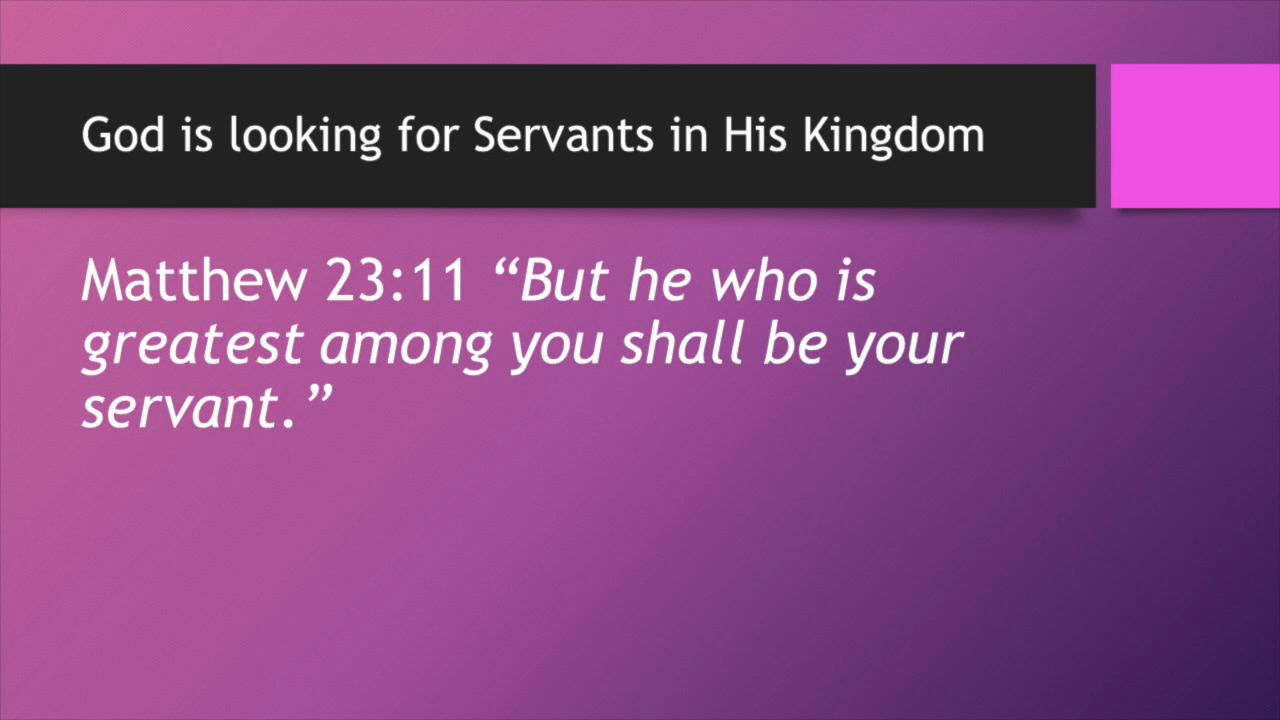 God is looking for Servants in His Kingdom
Matthew 23:11 “But he who is
greatest among you shall be your
servant.”